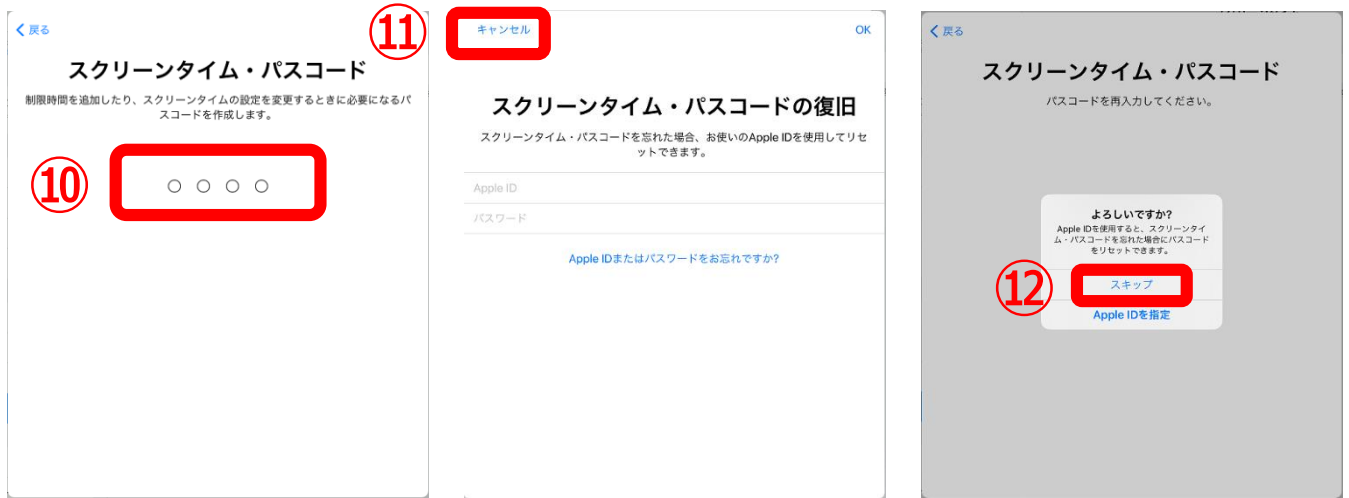 戻る
スクリーンタイム・パスコード
制限時間を追加したり、スクリーンタイムの設定を変更するときに必要になるパ
スコードを作成します。
⑩
⑪
キャンセル
OK
スクリーンタイム・パスコードの復旧
スクリーンタイム・パスコードを忘れた場合、お使いのApple IDを使用してリセ
ットできます。
Apple ID
パスワード
Apple IDまたはパスワードをお忘れですか?
戻る
スクリーンタイム・パスコード
パスコードを再入力してください。
よろしいですか?
Apple IDを使用すると、スクリーンタイ
ム・パスコードを忘れた場合にパスコード
をリセットできます。
⑫
スキップ
Apple IDを指定